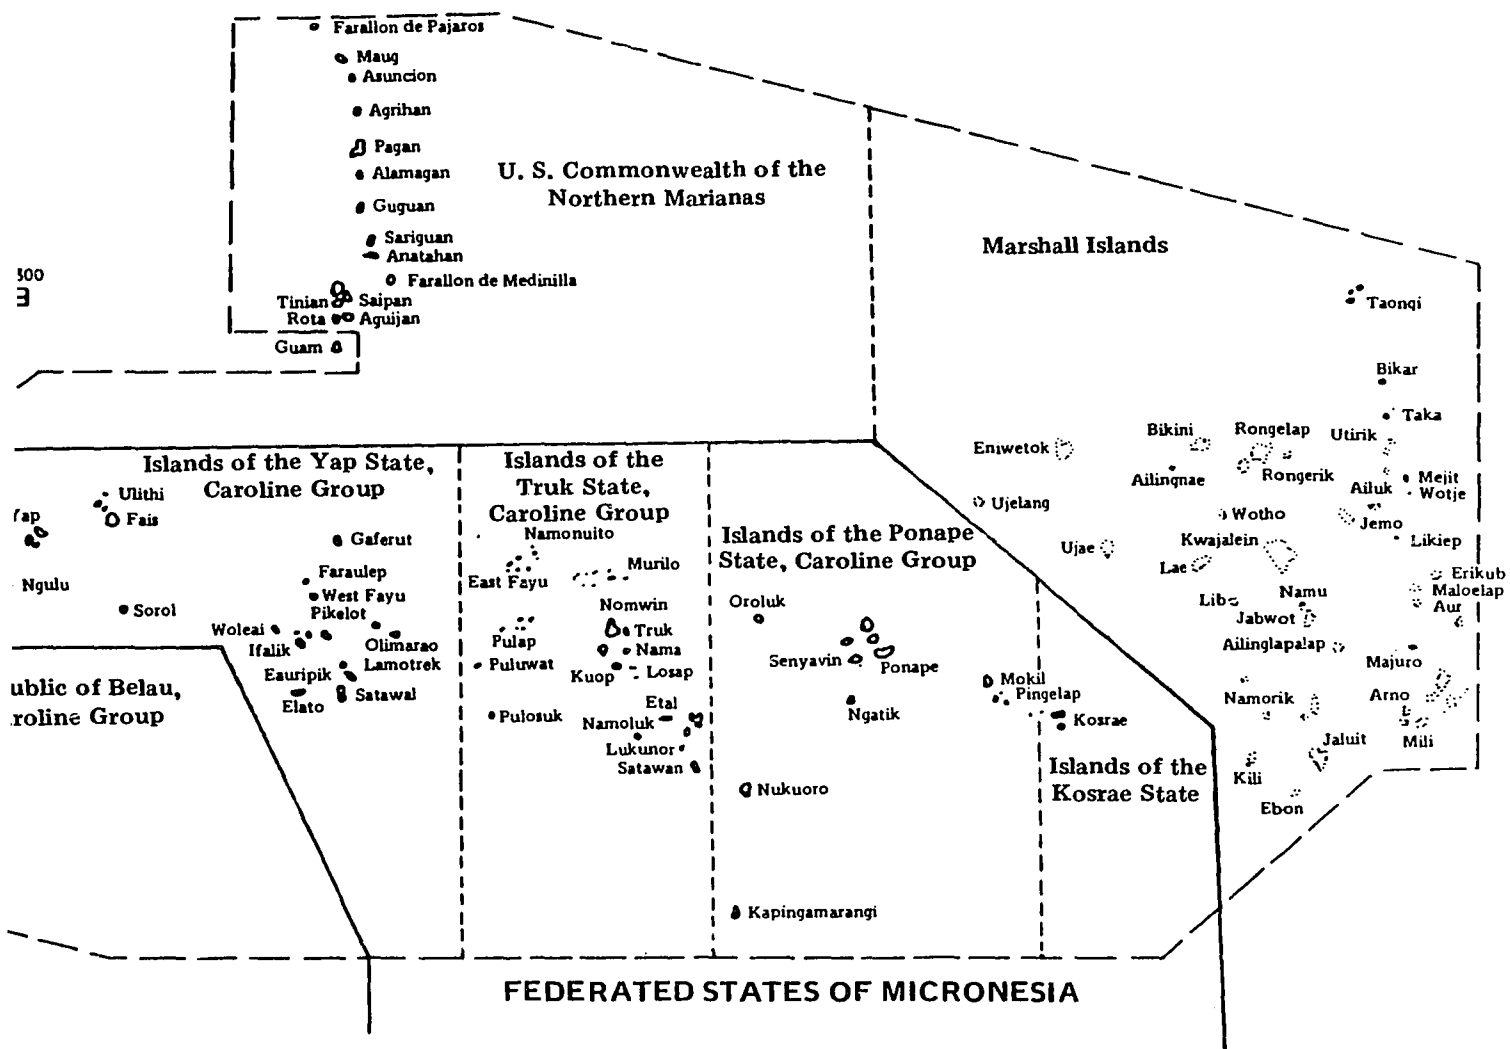 Farallon de Pajaros
Maug
Asuncion
Agrihan
Pagan
Alamagan
Guguan
Sariguan
Anatahan
Farallon de Medinilla
Tinian
Saipan
Rota
Aguijan
Guam
U. S. Commonwealth of the
Northern Marianas
Marshall Islands
Taongi
Bikar
Taka
Utirik
Bikini
Rongelap
Eniwetok
Ailingnae
Rongerik
Ailuk
Mejit
Wotje
Ujelang
Wotho
Jemo
Likiep
Ujae
Kwajalein
Lae
Erikub
Maloelap
Aur
Namu
Lib
Jabwot
Ailinglapalap
Majuro
Namorik
Arno
Mili
Jaluit
Kili
Ebon
Islands of the Yap State,
Caroline Group
Ulithi
Fais
Gaferut
Ngulu
Faraulep
West Fayu
Pikelot
Sorol
Woleai
Ifalik
Olimarao
Lamotrek
Eauripik
Elato
Satawal
Islands of the
Truk State,
Caroline Group
Namonuito
East Fayu
Murilo
Nomwin
Truk
Pulap
Nama
Puluwat
Kuop
Losap
Etal
Pulosuk
Namoluk
Lukunor
Satawan
Islands of the Ponape
State, Caroline Group
Oroluk
Senyavin
Ponape
Mokil
Pingelap
Ngatik
Kosrae
Nukuoro
Kapingamarangi
Islands of the
Kosrae State
of Belau,
Group
FEDERATED STATES OF MICRONESIA